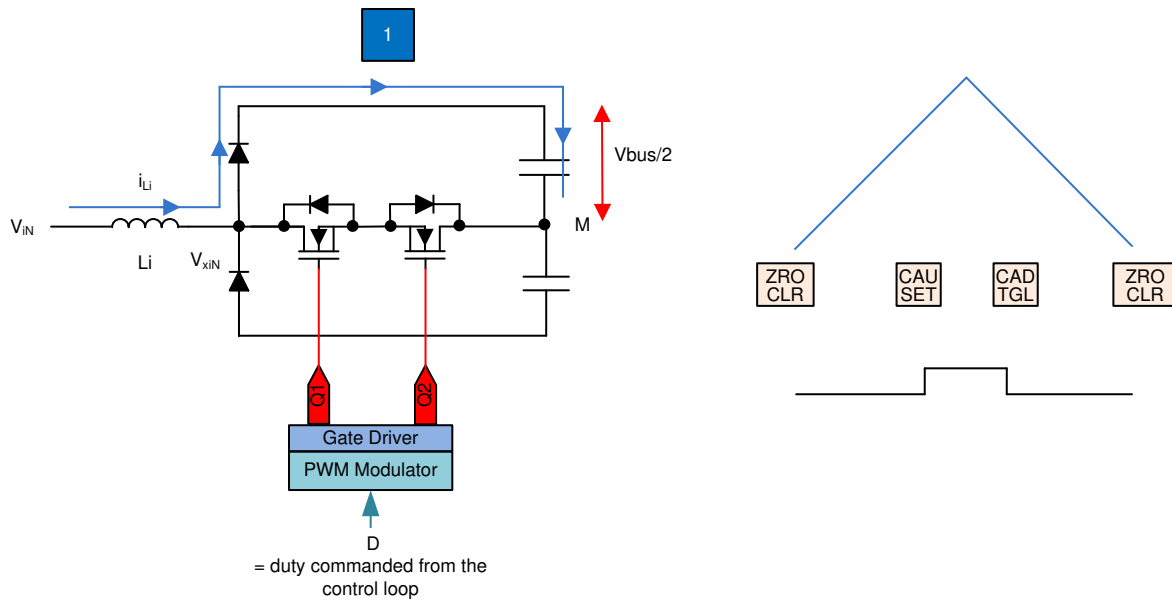 1
Vbus/2
iLi
ViN
Li
VxiN
M
Q1
Q2
Gate Driver
PWM Modulator
D
= duty commanded from the
control loop
ZRO
CLR
CAU
SET
CAD
TGL
ZRO
CLR